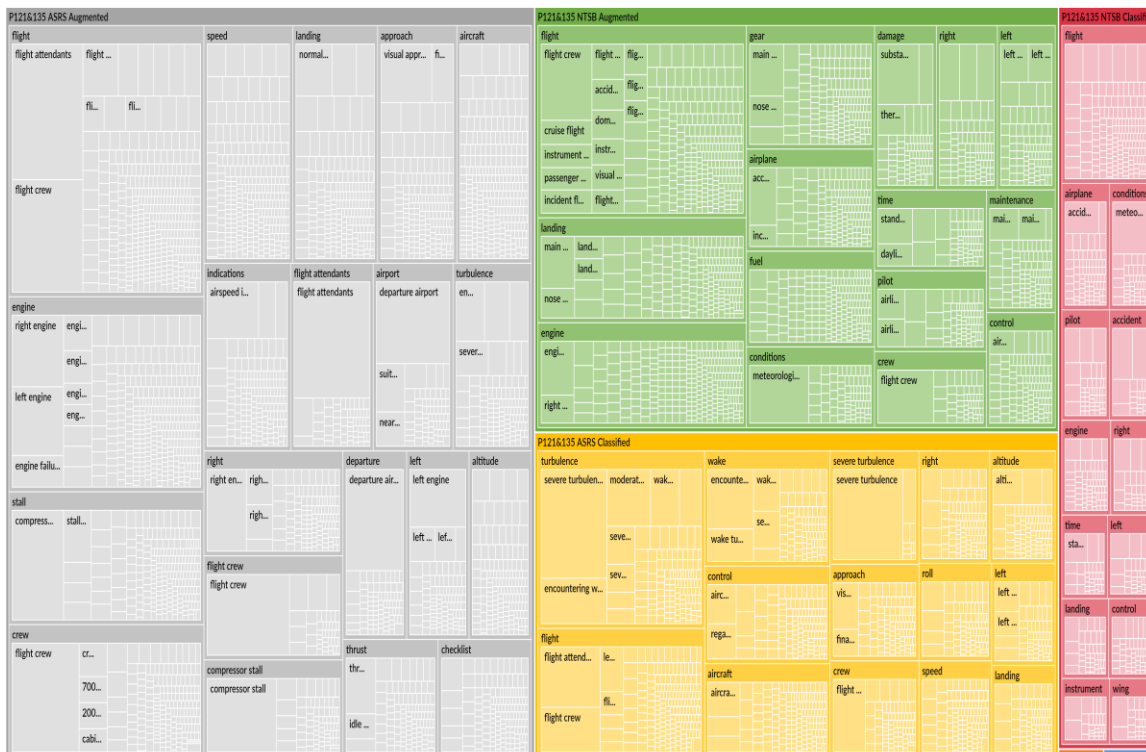 P121&135 ASRS Augmented
flight
flight attendants
flight ...
fli...
fli...
flight crew
speed
landing
normal...
approach
visual appr...
fi...
aircraft
indications
airspeed i...
flight attendants
flight attendants
airport
departure airport
suit...
near...
turbulence
en...
sever...
engine
right engine
engi...
engi...
left engine
engi...
eng...
engine failu...
right
right en...
righ...
righ...
departure
departure air...
left
left engine
left ...
lef...
altitude
stall
compress...
stall...
flight crew
flight crew
crew
flight crew
cr...
700...
200...
cabi...
compressor stall
compressor stall
thrust
thr...
idle ...
checklist
P121&135 NTSB Augmented
flight
flight crew
flight ...
flig...
accid...
flig...
dom...
flig...
cruise flight
instr...
instrument ...
passenger ...
visual ...
incident fl...
flight...
gear
main ...
nose ...
damage
substa...
ther...
right
left
left ...
left ...
airplane
acc...
inc...
time
stand...
dayli...
maintenance
mai...
mai...
landing
main ...
land...
land...
nose ...
fuel
pilot
airli...
airli...
control
air...
engine
engi...
right ...
conditions
meteorologi...
crew
flight crew
P121&135 ASRS Classified
turbulence
severe turbulen...
moderat...
wak...
seve...
sev...
encountering w...
wake
encounte...
wak...
se...
wake tu...
severe turbulence
severe turbulence
right
altitude
alti...
control
airc...
rega...
approach
vis...
fina...
roll
left
left ...
left ...
flight
flight attend...
le...
fli...
flight crew
aircraft
aircra...
crew
flight ...
speed
landing
P121&135 NTSB Classifi
flight
airplane
accid...
conditions
meteo...
pilot
accident
engine
right
time
sta...
left
landing
control
instrument
wing